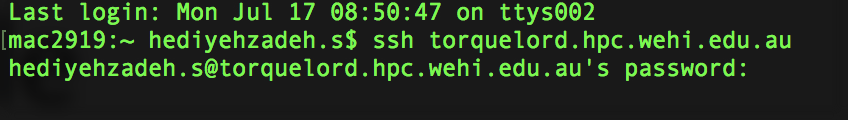 Last login: Mon Jul 17 08:50:47 on ttys002
[mac2919:~ hediyehzadeh.s$ ssh torquelord.hpc.wehi.edu.au
hediyehzadeh.s@torquelord.hpc.wehi.edu.au's password: